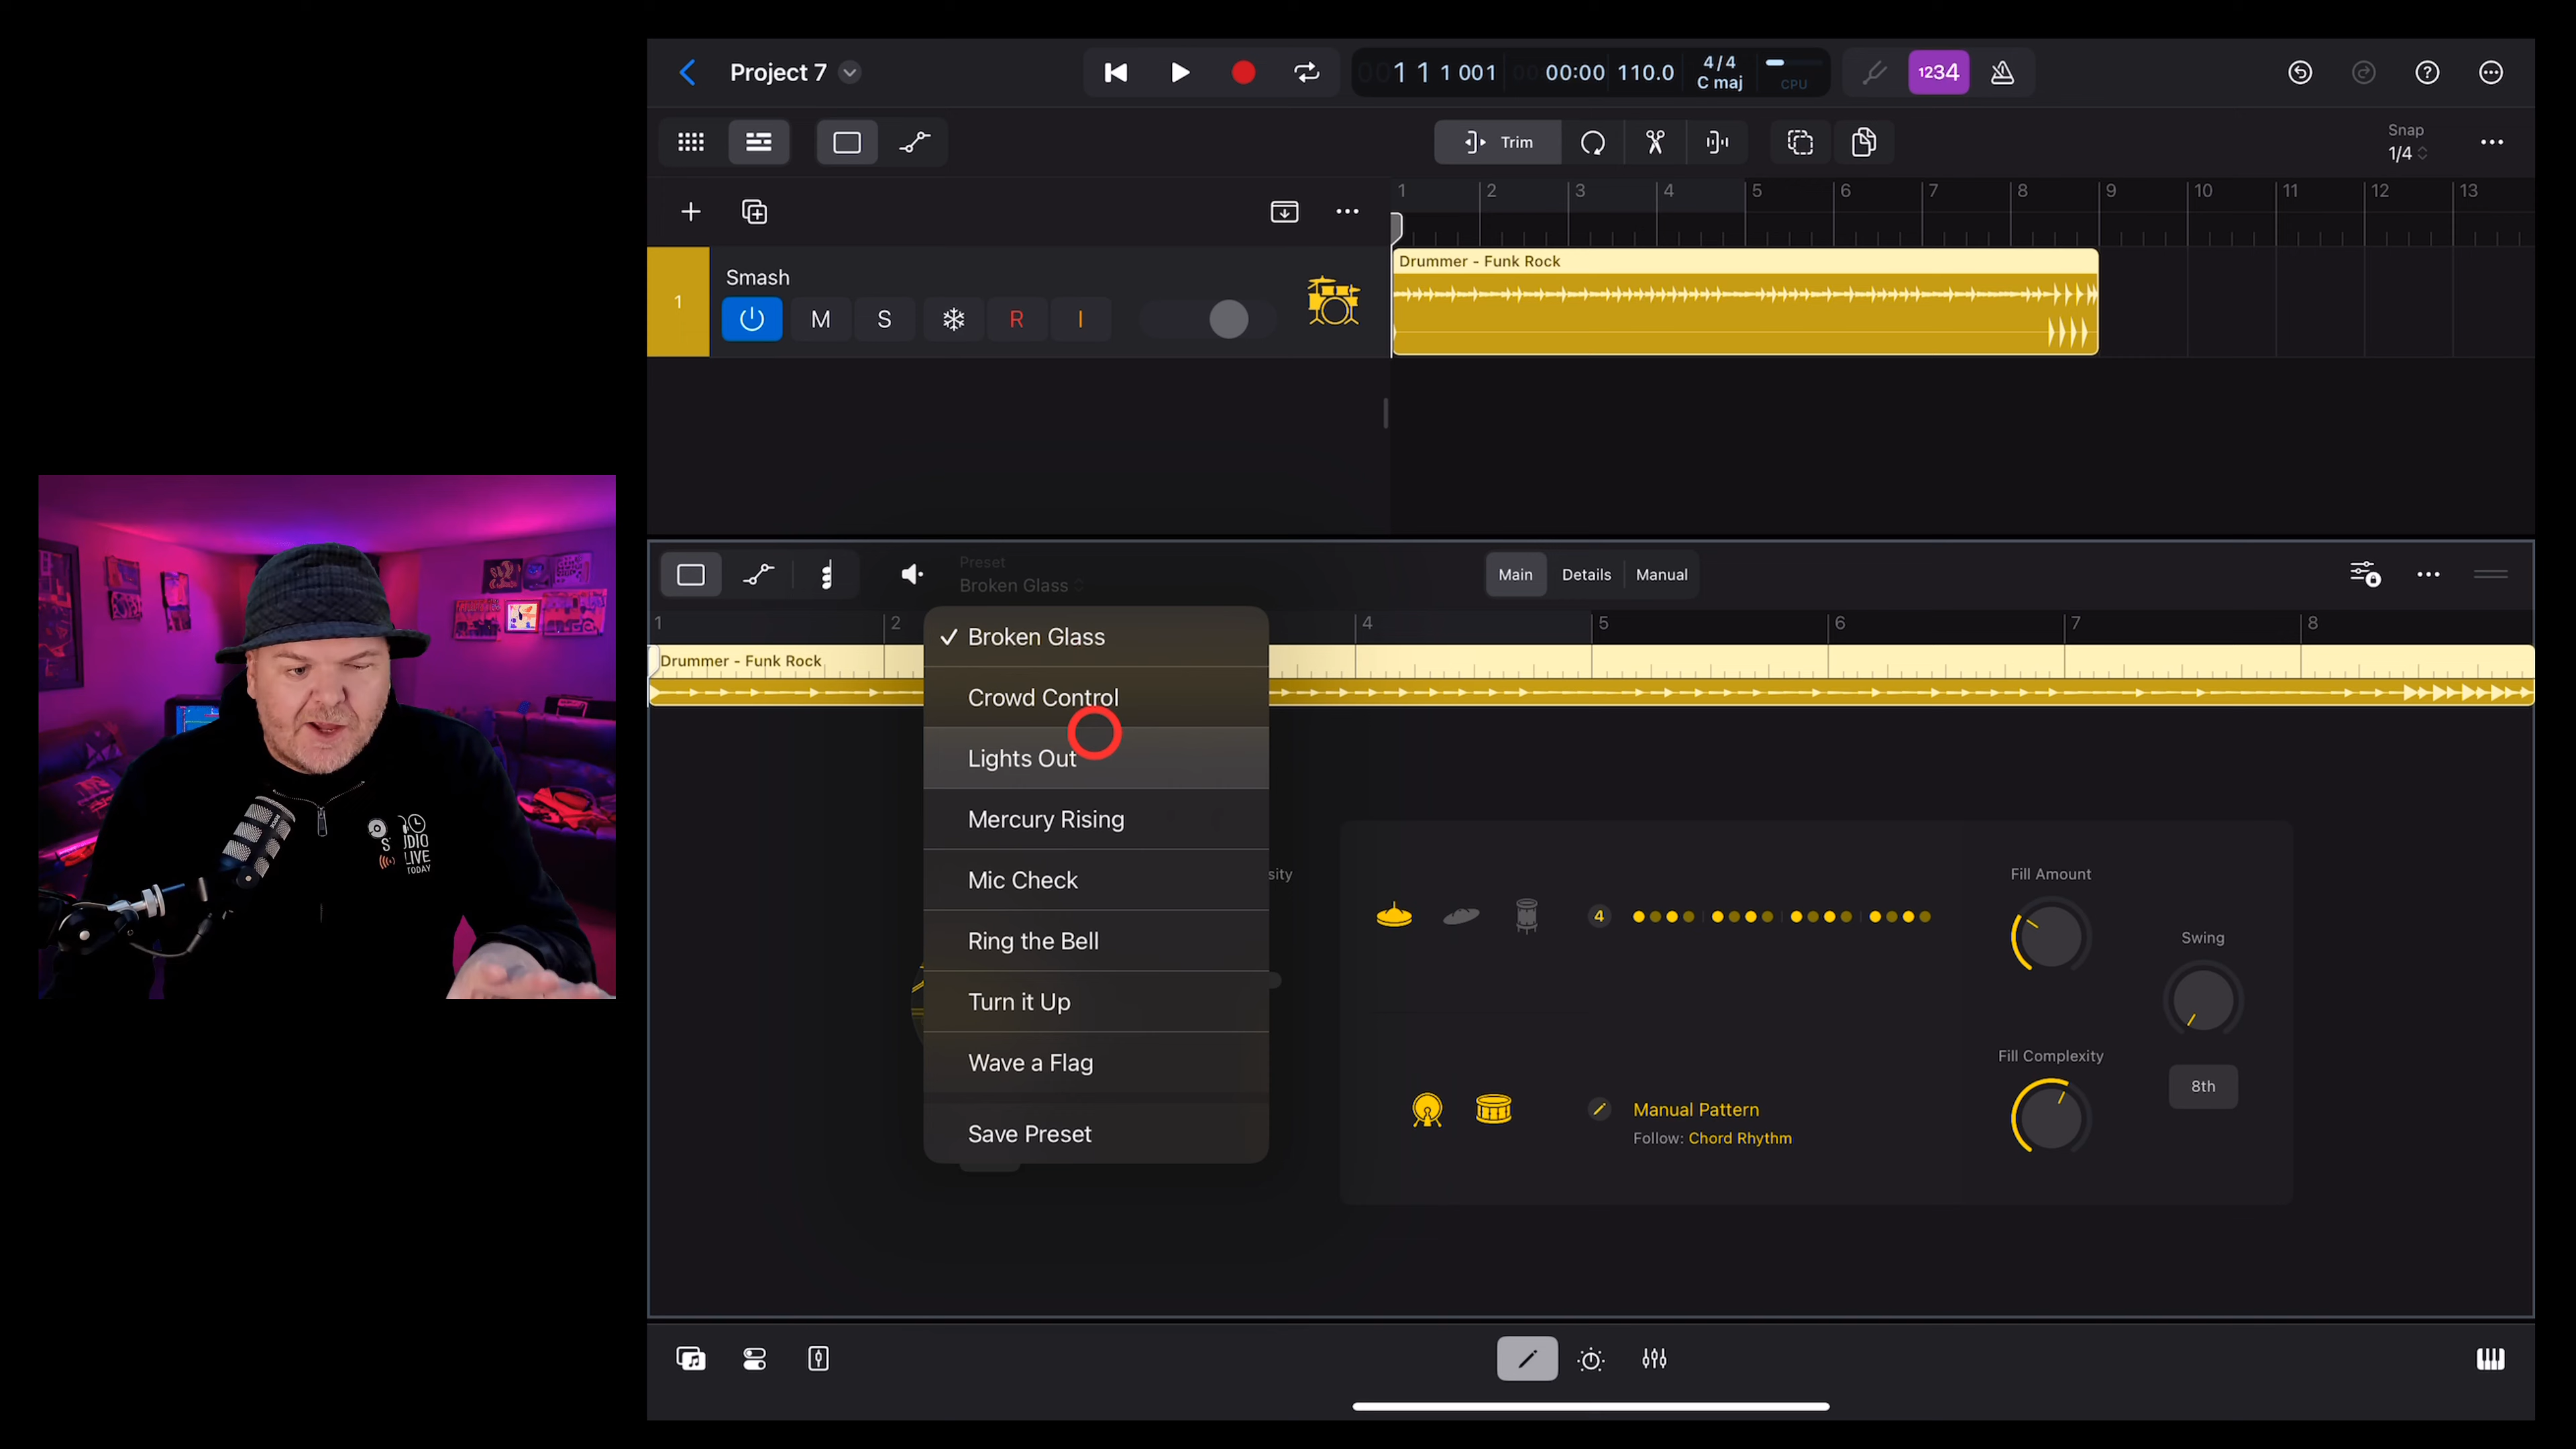 Project 7
1 1 1 001
00:00
110.0
4/4
C maj
CPU
1234
Trim
Snap
1/4
1 2 3 4 5 6 7 8 9 10 11 12 13
1
Smash
M S R I
Drummer - Funk Rock
Preset
Broken Glass
Main Details Manual
1 2 4 5 6 7 8
Drummer - Funk Rock
Broken Glass
Crowd Control
Lights Out
Mercury Rising
Mic Check
Ring the Bell
Turn it Up
Wave a Flag
Save Preset
sity
4
Fill Amount
Swing
Fill Complexity
8th
Manual Pattern
Follow: Chord Rhythm
LIVE
TODAY